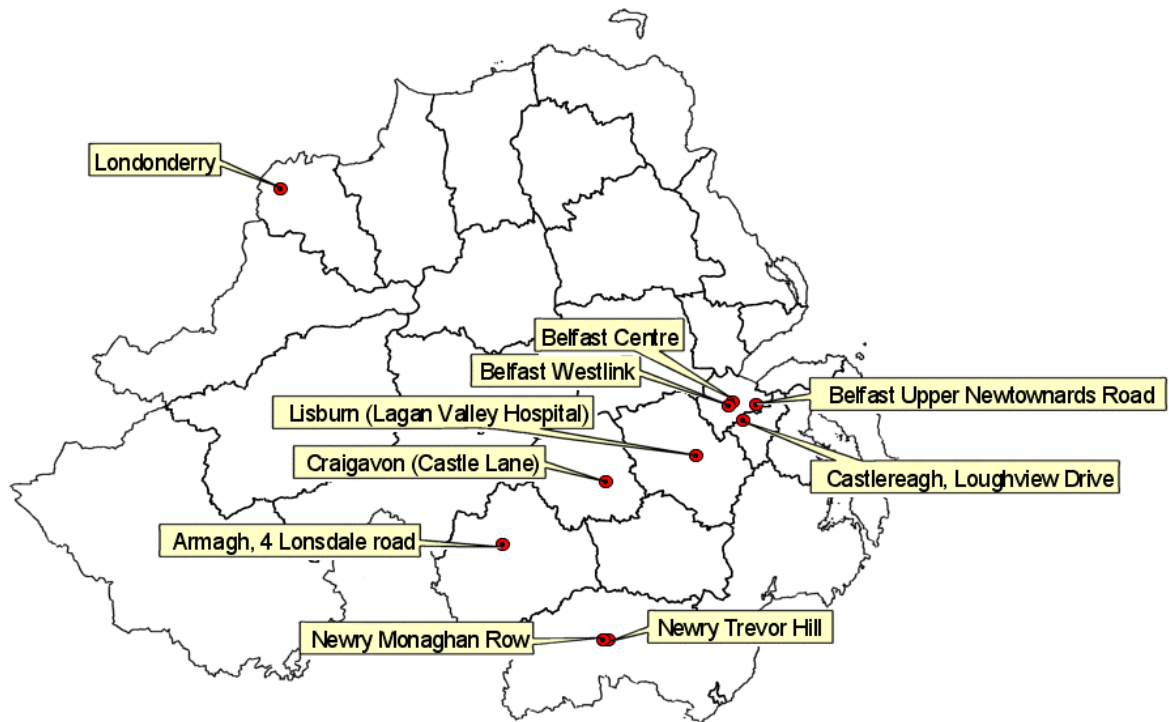 Londonderry
Belfast Centre
Belfast Westlink
Belfast Upper Newtownards Road
Lisburn (Lagan Valley Hospital)
Craigavon (Castle Lane)
Castlereagh, Loughview Drive
Armagh, 4 Lonsdale road
Newry Monaghan Row
Newry Trevor Hill